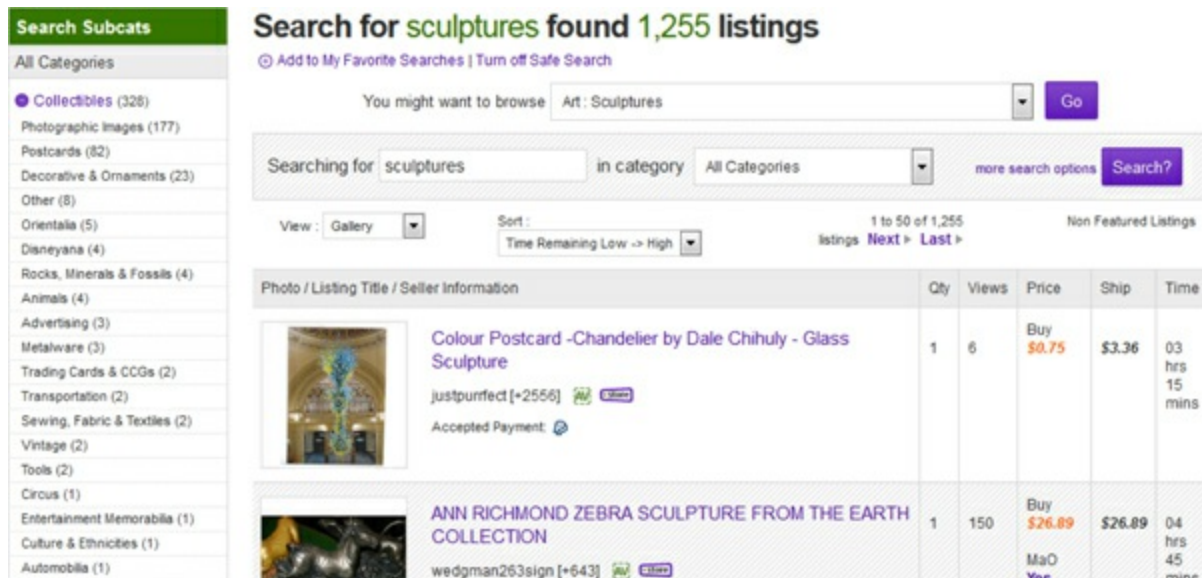 Search Subcats
All Categories
Collectibles (328)
Photographic Images (177)
Postcards (82)
Decorative & Ornaments (23)
Other (8)
Orientalia (5)
Disneyana (4)
Rocks, Minerals & Fossils (4)
Animals (4)
Advertising (3)
Metalware (3)
Trading Cards & CCGs (2)
Transportation (2)
Sewing, Fabric & Textiles (2)
Vintage (2)
Tools (2)
Circus (1)
Entertainment Memorabilia (1)
Culture & Ethnicities (1)
Automobilia (1)
Search for sculptures found 1,255 listings
Add to My Favorite Searches | Turn off Safe Search
You might want to browse Art : Sculptures Go
Searching for sculptures in category All Categories more search options Search?
View : Gallery
Sort :
Time Remaining Low -> High
1 to 50 of 1,255
listings Next Last
Non Featured Listings
Photo / Listing Title / Seller Information Qty Views Price Ship Time
Colour Postcard -Chandelier by Dale Chihuly - Glass
Sculpture
justpurrfect [+2556] AV
Accepted Payment:
1 6
Buy
$0.75
$3.36
03
hrs
15
mins
ANN RICHMOND ZEBRA SCULPTURE FROM THE EARTH
COLLECTION
wedgman263sign [+643] AV
1 150
Buy
$26.89
MaO
Yes
$26.89
04
hrs
45
mins